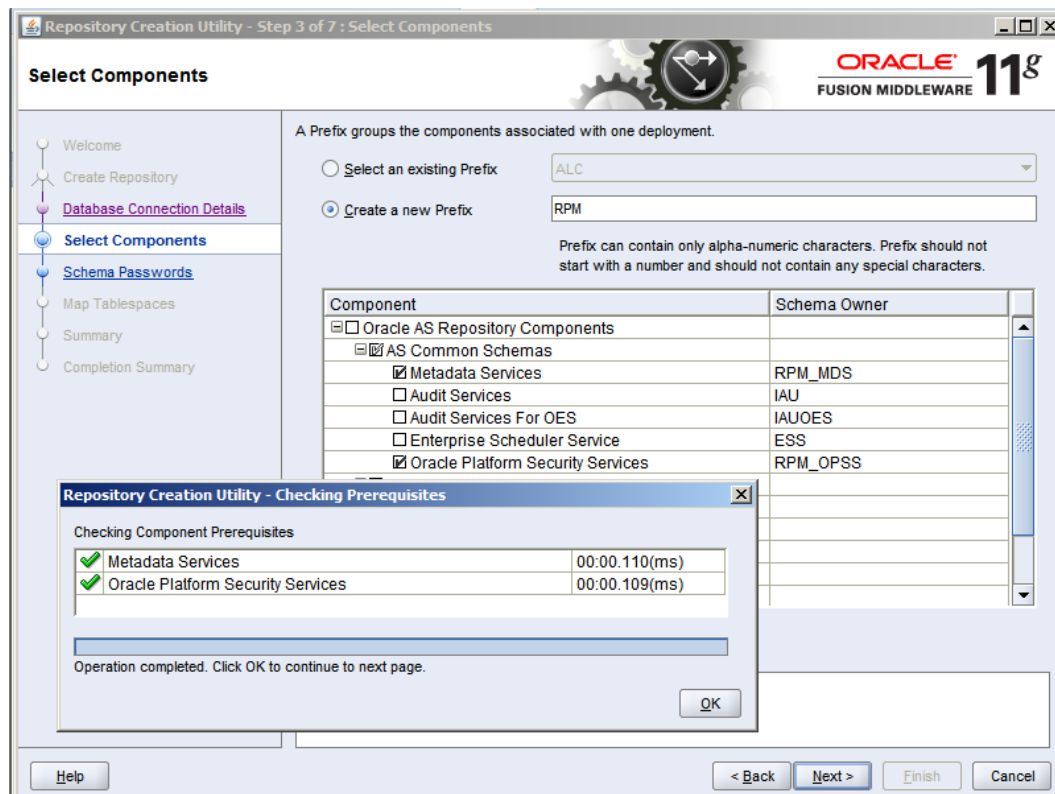 Repository Creation Utility - Step 3 of 7 : Select Components
Select Components
ORACLE
FUSION MIDDLEWARE
11g
Welcome
Create Repository
Database Connection Details
Select Components
Schema Passwords
Map Tablespaces
Summary
Completion Summary
A Prefix groups the components associated with one deployment.
Select an existing Prefix ALC
Create a new Prefix RPM
Prefix can contain only alpha-numeric characters. Prefix should not
start with a number and should not contain any special characters.
Component Schema Owner
Oracle AS Repository Components
AS Common Schemas
Metadata Services RPM_MDS
Audit Services IAU
Audit Services For OES IAUOES
Enterprise Scheduler Service ESS
Oracle Platform Security Services RPM_OPSS
Repository Creation Utility - Checking Prerequisites
Checking Component Prerequisites
Metadata Services 00:00.110(ms)
Oracle Platform Security Services 00:00.109(ms)
Operation completed. Click OK to continue to next page.
OK
Help < Back Next > Finish Cancel